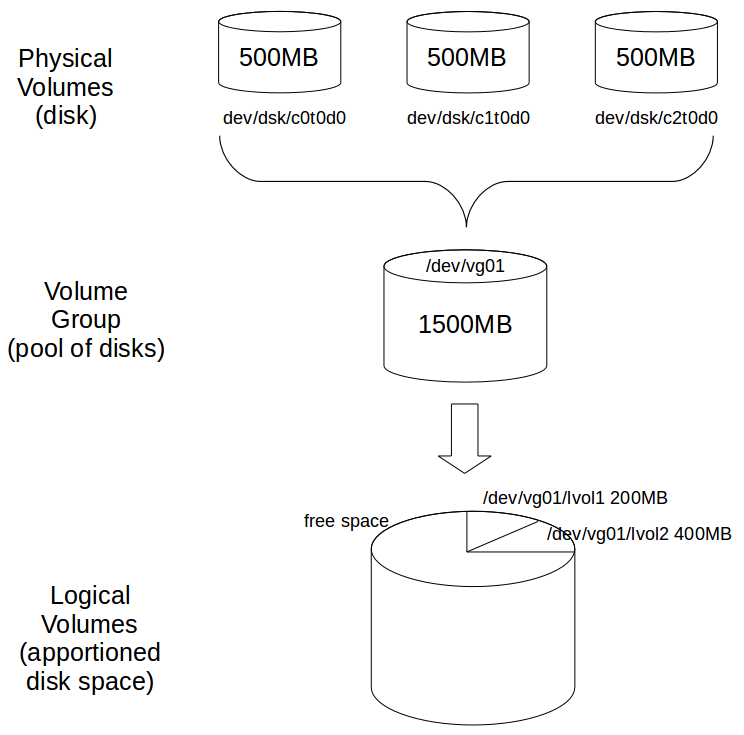 Physical
Volumes
(disk)
500MB
500MB
500MB
dev/dsk/c0t0d0
dev/dsk/c1t0d0
dev/dsk/c2t0d0
Volume
Group
(pool of disks)
/dev/vg01
1500MB
/dev/vg01/lvol1 200MB
free space
/dev/vg01/lvol2 400MB
Logical
Volumes
(apportioned
disk space)